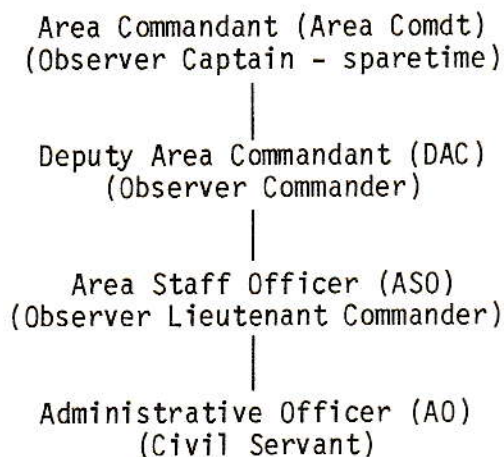 Area Commandant (Area Comdt)
(Observer Captain - sparetime)
Deputy Area Commandant (DAC)
(Observer Commander)
Area Staff Officer (ASO)
(Observer Lieutenant Commander)
Administrative Officer (AO)
(Civil Servant)